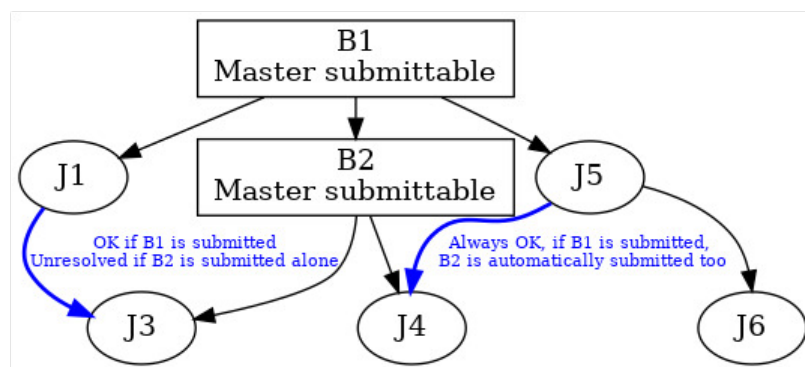 B1
Master submittable
J1
B2
Master submittable
J5
OK if B1 is submitted
Unresolved if B2 is submitted alone
Always OK, if B1 is submitted,
B2 is automatically submitted too
J3
J4
J6